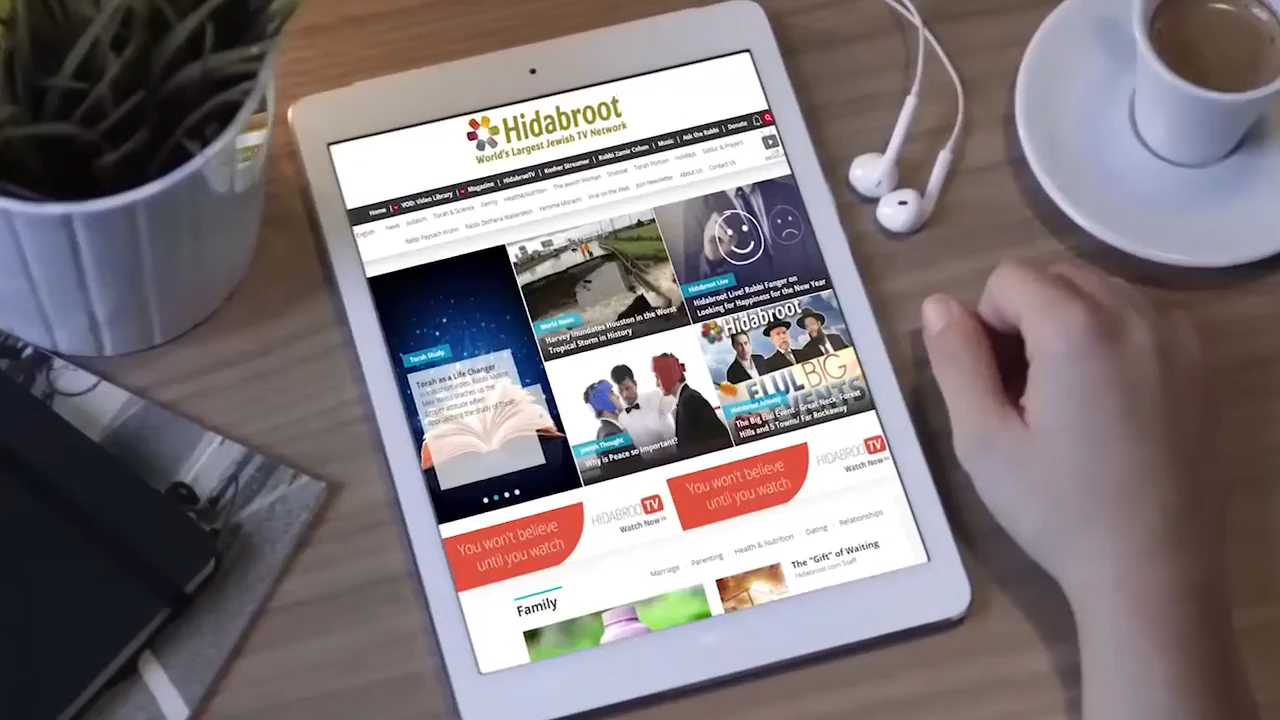 Hidabroot
World's Largest Jewish TV Network
Home | VOD: Video Library | Magazine | HidabrooTV | Kosher Streamer | Rabbi Zamir Cohen | Music | Ask the Rabbi | Donate
English News Judaism Torah & Science Family Health&Nutrition The Jewish Woman Shabbat Torah Portion Holidays Siddur & Prayers
Rabbi Zecharia Wallerstein Viral on the Web Join Newsletter About Us Contact Us
Torah Study
Torah as a Life Changer
World News
Harvey Inundates Houston in the Worst
Tropical Storm in History
Hidabroot Live
Hidabroot Live! Rabbi Fanger on
Looking for Happiness for the New Year
Jewish Thought
Why is Peace so Important?
Hidabroot
ELUL BIG
Hidabroot Activity
The Big Elul Event - Great Neck, Forest
Hills and 5 Towns/ Far Rockaway
You won't believe
until you watch
HIDABROO TV
Watch Now
You won't believe
until you watch
HIDABROO TV
Watch Now
Marriage Parenting Health & Nutrition Dating Relationships
Family
The "Gift" of Waiting
Hidabroot.com Staff